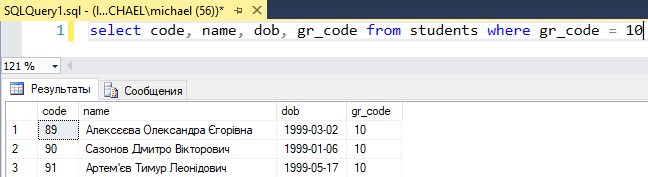 SQLQuery1.sql - (l...CHAEL\michael (56))*
1 select code, name, dob, gr_code from students where gr_code = 10
121 %
Результаты Сообщения
code name dob gr_code
1 89 Алексєєва Олександра Єгорівна 1999-03-02 10
2 90 Сазонов Дмитро Вікторович 1999-01-06 10
3 91 Артем'єв Тимур Леонідович 1999-05-17 10